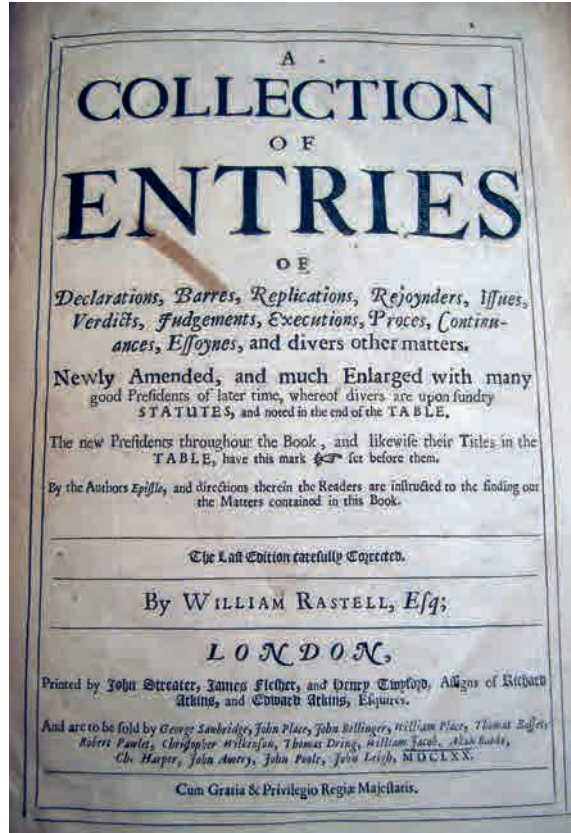 A
COLLECTION
OF
ENTRIES
OF
Declarations, Barres, Replications, Rejoynders, Iſſues,
Verdicts, Judgements, Executions, Proces, Continu-
ances, Eſſoynes, and divers other matters.
Newly Amended, and much Enlarged with many
good Preſidents of later time, whereof divers are upon ſundry
STATUTES, and noted in the end of the TABLE.
The new Preſidents throughout the Book, and likewiſe their Titles in the
TABLE, have this mark ☞ ſet before them.
By the Authors Epiſtle, and directions therein the Readers are inſtructed to the finding out
the Matters contained in this Book.
The Laſt Edition carefully Corrected.
By WILLIAM RASTELL, Eſq;
LONDON,
Printed by John Streater, James Fleſher, and Henry Twyford, Aſſigns of Richard
Atkins, and Edward Atkins, Eſquires.
And are to be ſold by George Sawbridge, John Place, John Bellinger, William Place, Thomas Baſſet,
Robert Pawlet, Chriſtopher Wilkinſon, Thomas Dring, William Jacob, Allan Banks,
Ch. Harper, John Amery, John Poole, John Leigh, MDCLXX.
Cum Gratia & Privilegio Regiæ Majeſtatis.